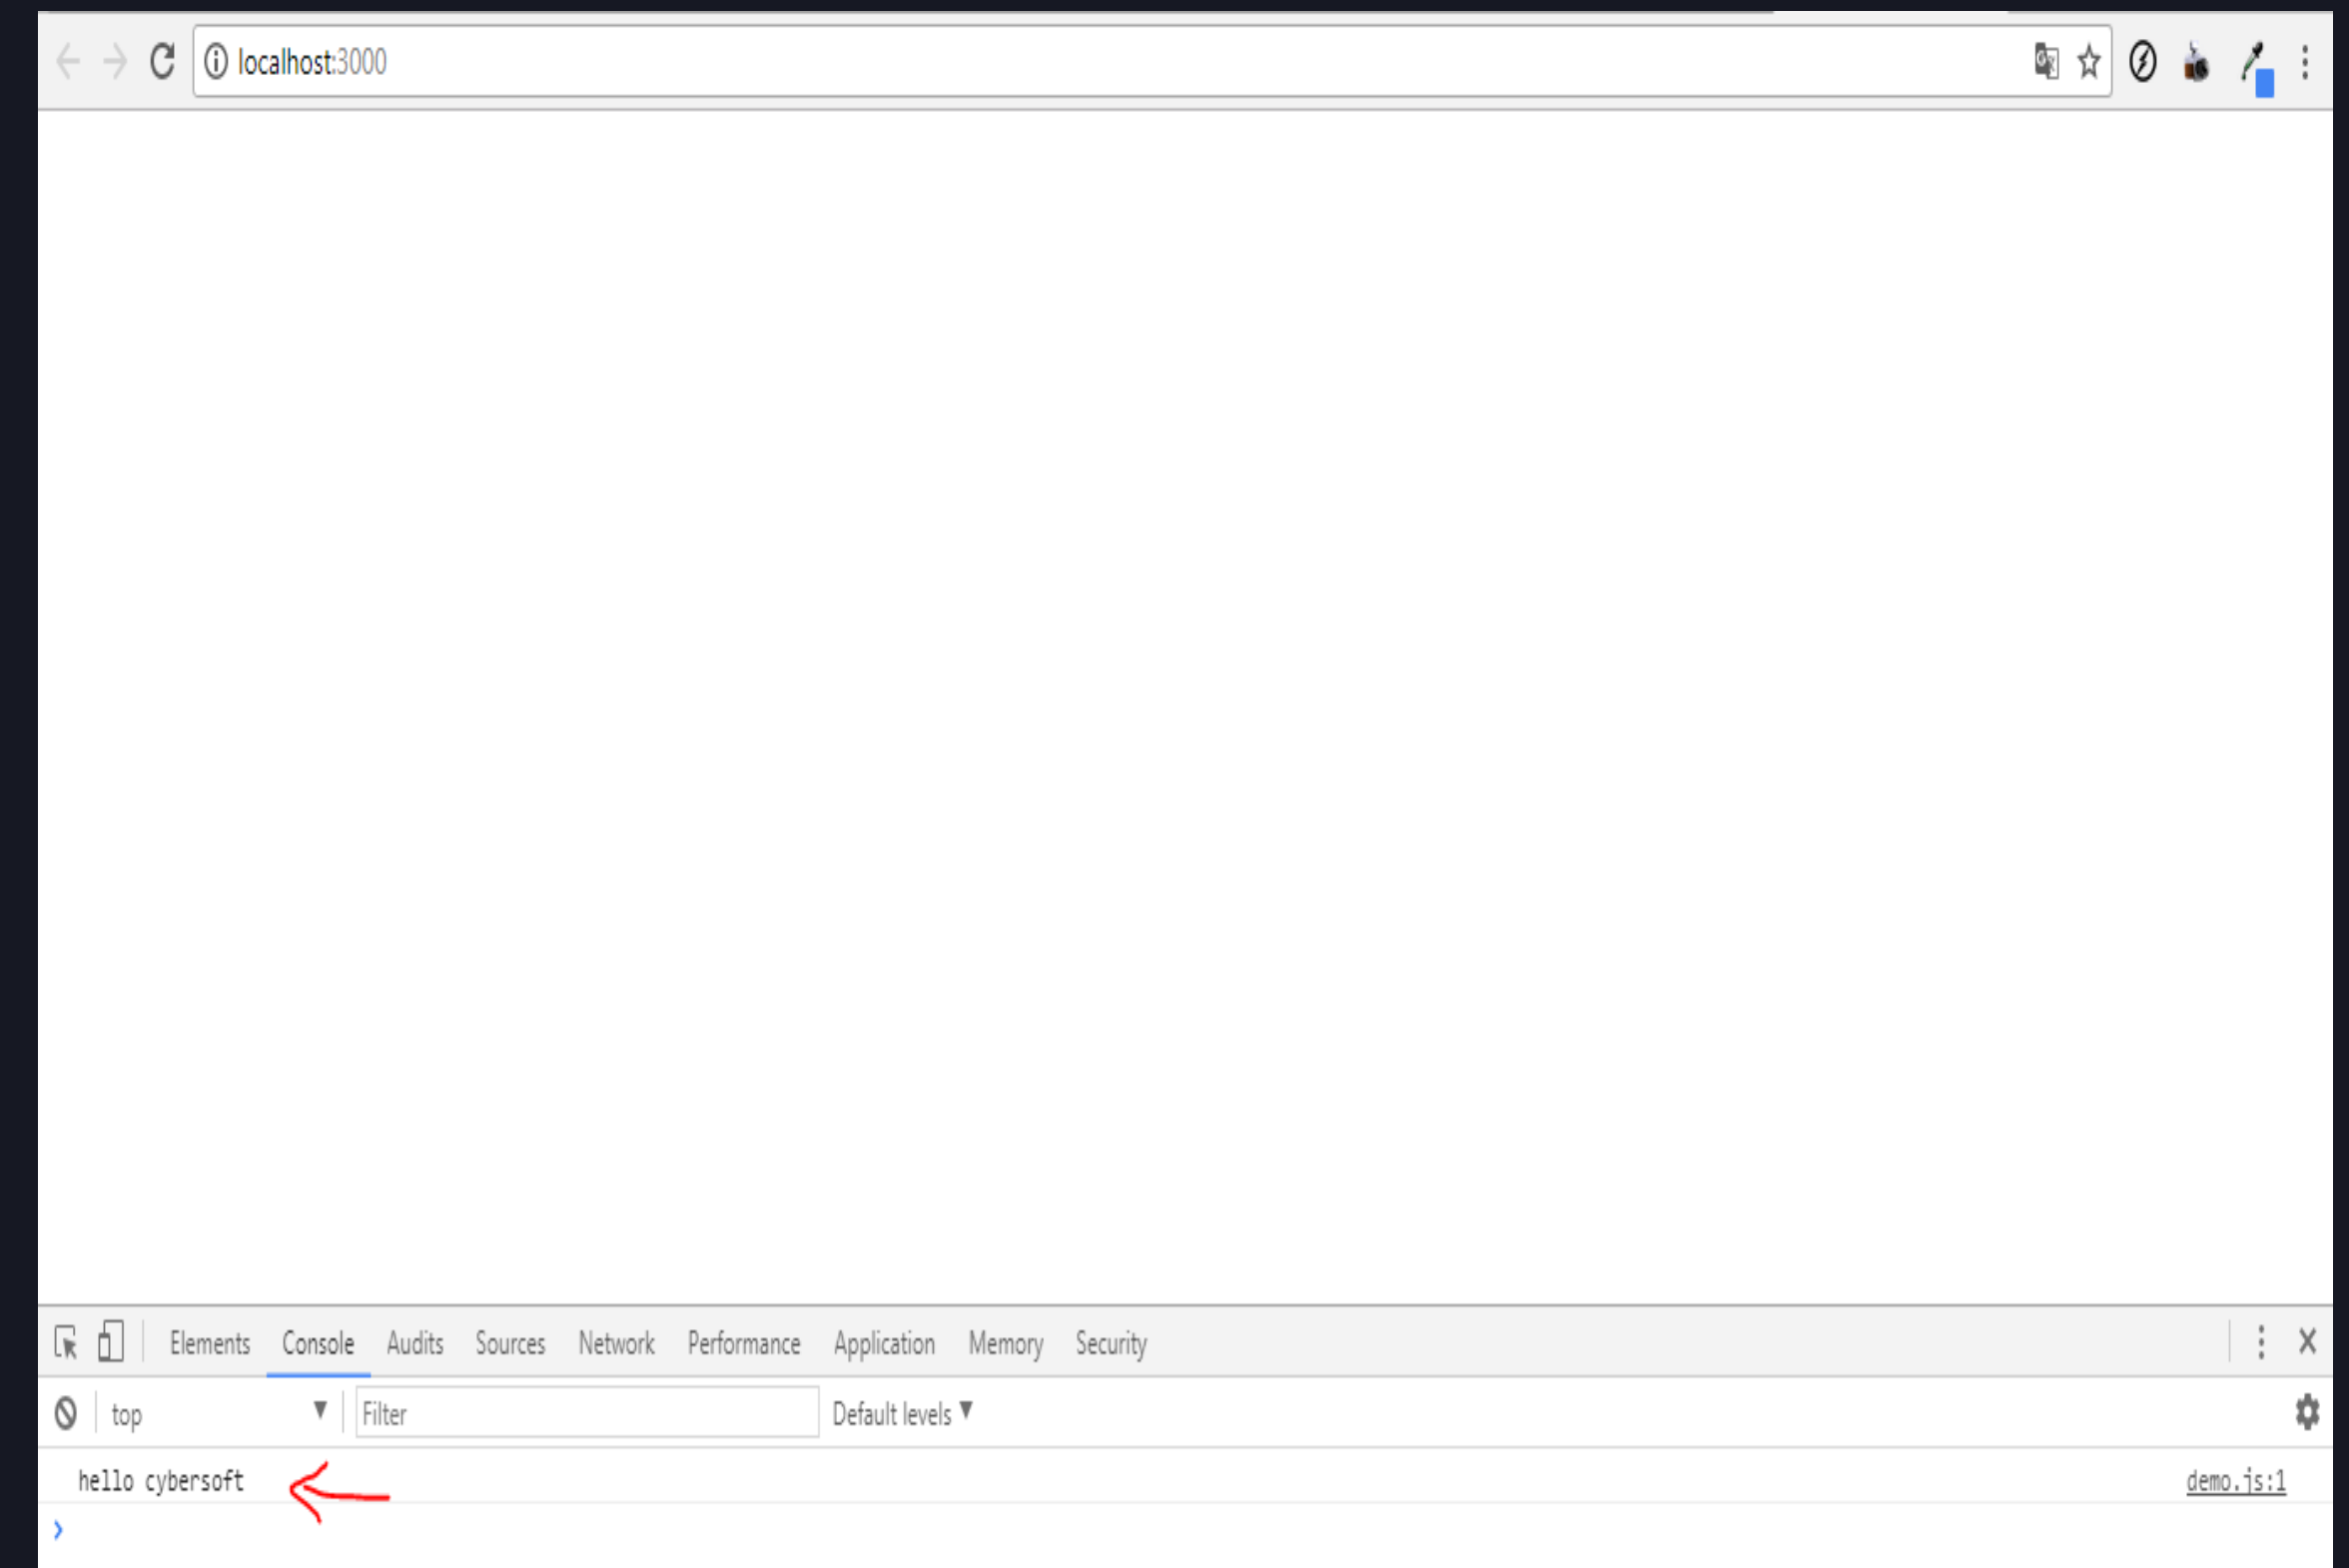 localhost:3000
Elements Console Audits Sources Network Performance Application Memory Security
top Filter Default levels
hello cybersoft demo.js:1